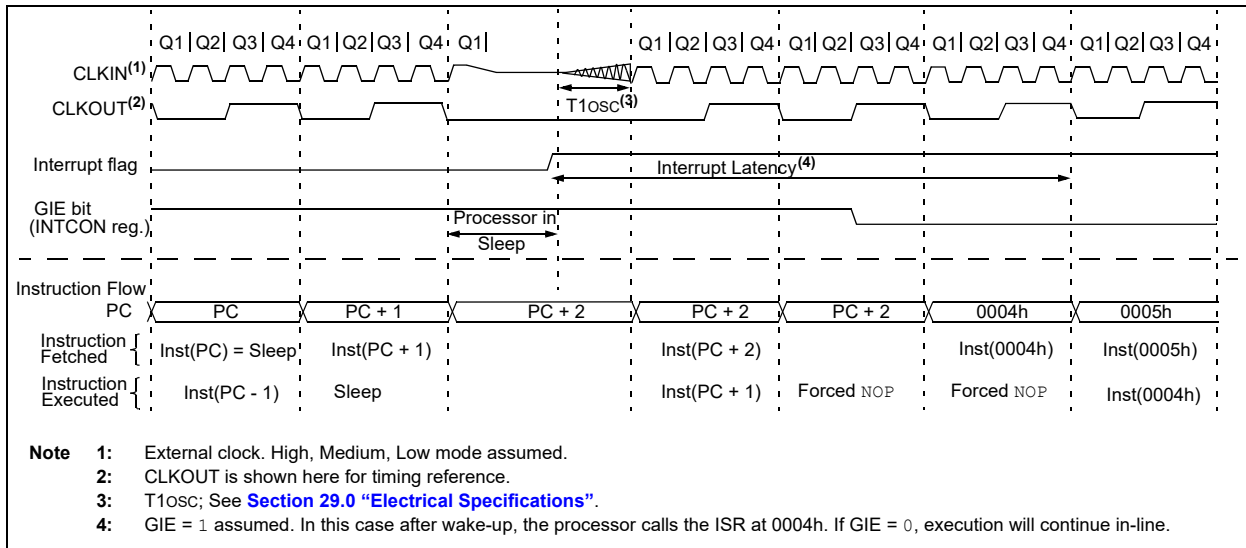 Q1 Q2 Q3 Q4 Q1 Q2 Q3 Q4 Q1 Q1 Q2 Q3 Q4 Q1 Q2 Q3 Q4 Q1 Q2 Q3 Q4 Q1 Q2 Q3 Q4
CLKIN(1)
CLKOUT(2)
T1OSC(3)
Interrupt flag
Interrupt Latency(4)
GIE bit
(INTCON reg.)
Processor in
Sleep
Instruction Flow
PC PC PC + 1 PC + 2 PC + 2 PC + 2 0004h 0005h
Instruction
Fetched
Inst(PC) = Sleep Inst(PC + 1) Inst(PC + 2) Inst(0004h) Inst(0005h)
Instruction
Executed
Inst(PC - 1) Sleep Inst(PC + 1) Forced NOP Forced NOP Inst(0004h)
Note 1: External clock. High, Medium, Low mode assumed.
2: CLKOUT is shown here for timing reference.
3: T1OSC; See Section 29.0 “Electrical Specifications”.
4: GIE = 1 assumed. In this case after wake-up, the processor calls the ISR at 0004h. If GIE = 0, execution will continue in-line.